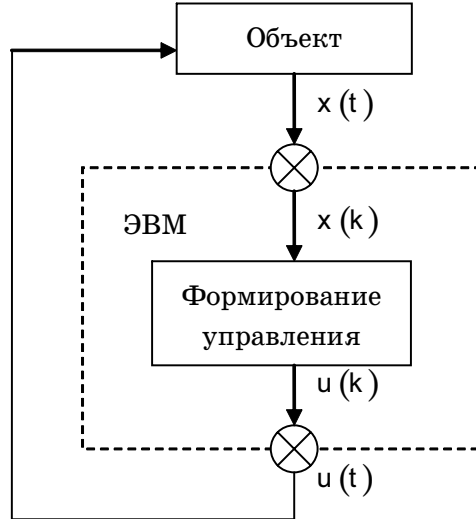 Объект
x(t)
ЭВМ
x(k)
Формирование
управления
u(k)
u(t)